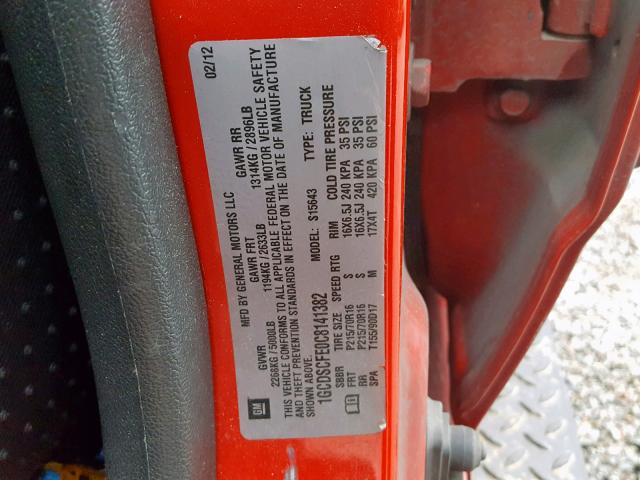 MFD BY GENERAL MOTORS LLC 02/12
GVWR GAWR FRT GAWR RR
2268KG/5000LB 1194KG/2633LB 1314KG/2896LB
THIS VEHICLE CONFORMS TO ALL APPLICABLE FEDERAL MOTOR VEHICLE SAFETY
AND THEFT PREVENTION STANDARDS IN EFFECT ON THE DATE OF MANUFACTURE
SHOWN ABOVE.
1GCDSCFE0C8141382 MODEL: S15643 TYPE: TRUCK
SBBR TIRE SIZE SPEED RTG RIM COLD TIRE PRESSURE
FRT P215/70R16 S 16X6.5J 240 KPA 35 PSI
RR P215/70R16 S 16X6.5J 240 KPA 35 PSI
SPA T155/90D17 M 17X4T 420 KPA 60 PSI
GM